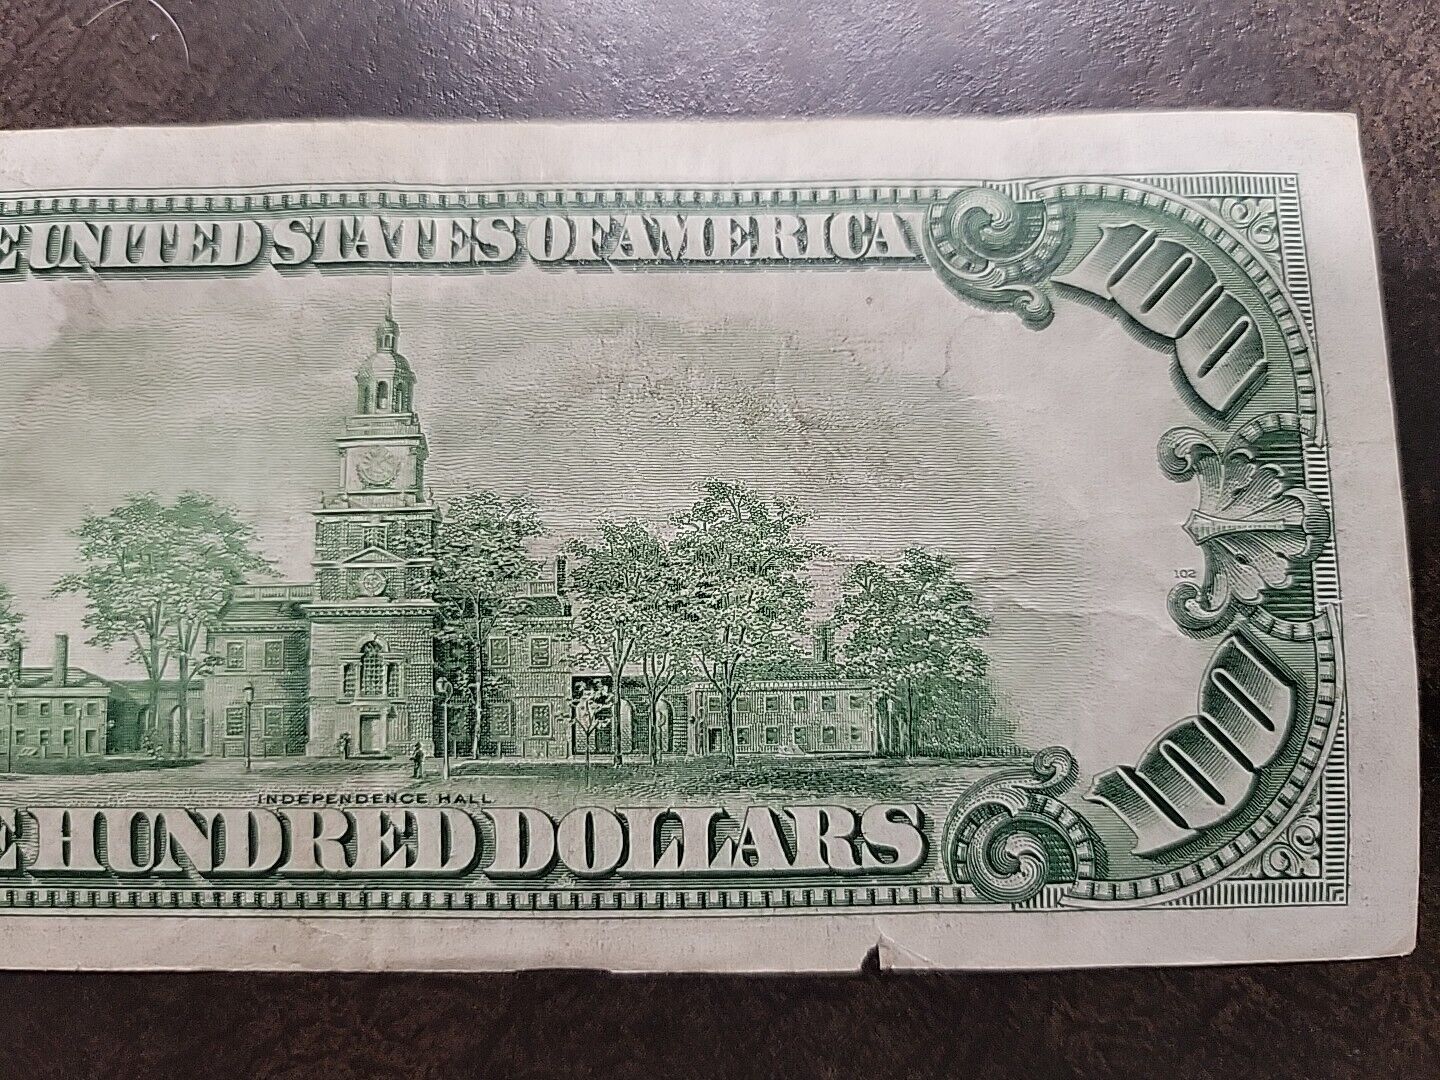 E UNITED STATES OF AMERICA
100
102
INDEPENDENCE HALL
E HUNDRED DOLLARS
100